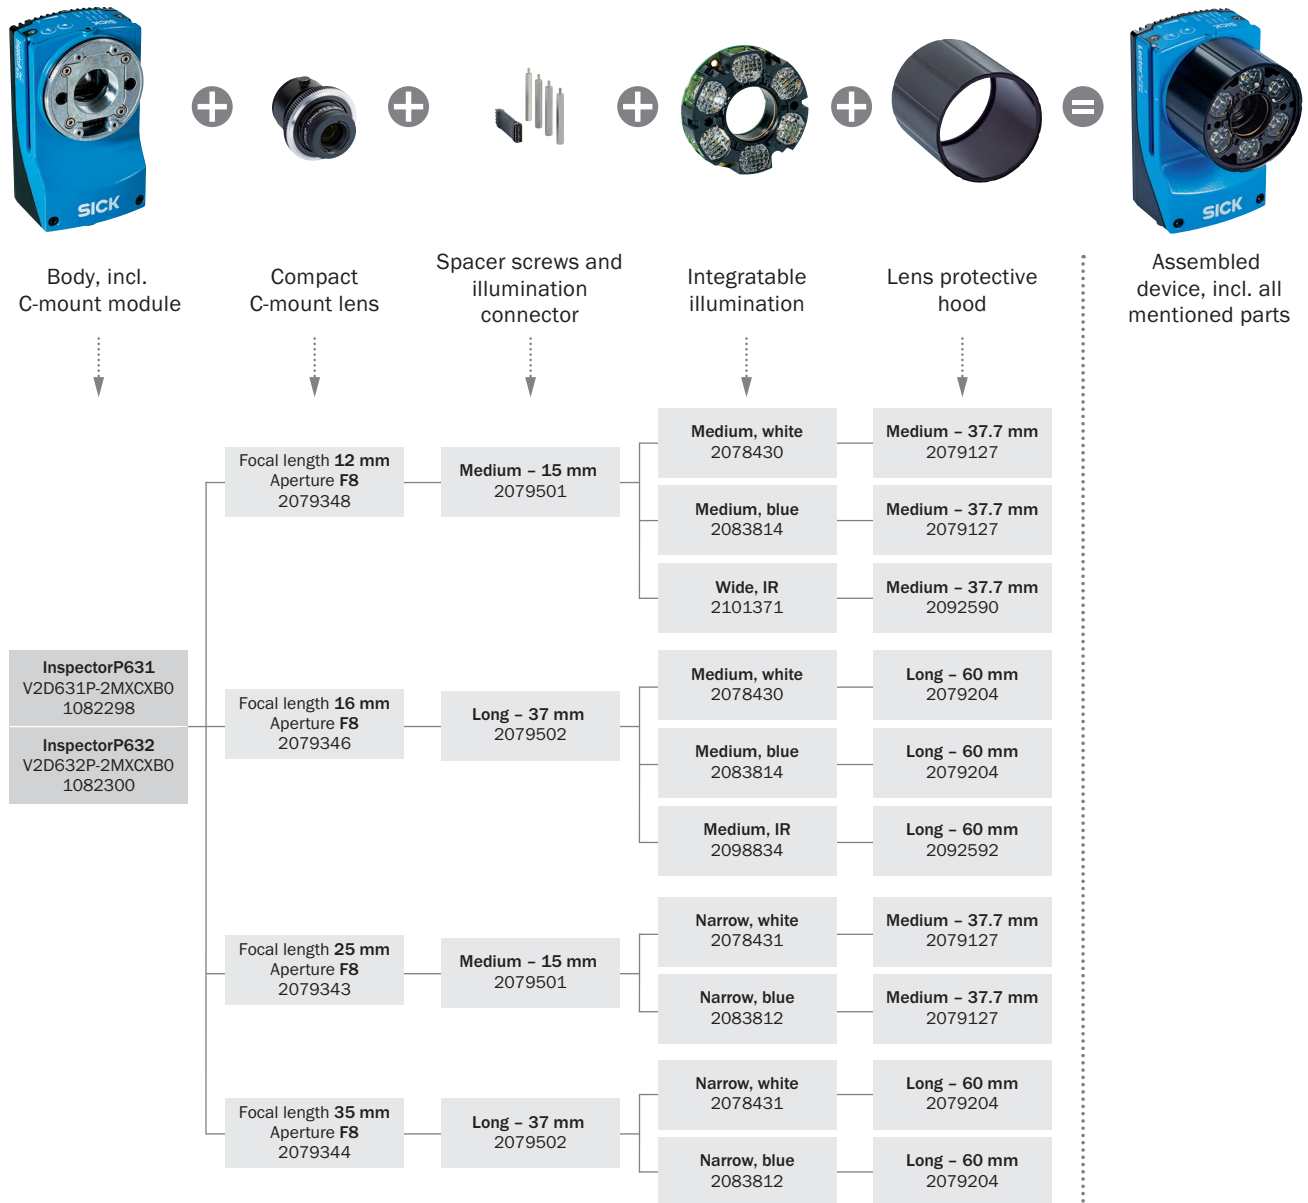 SICK
SICK
Body, incl.
C-mount module
Compact
C-mount lens
Spacer screws and
illumination
connector
Integratable
illumination
Lens protective
hood
Assembled
device, incl. all
mentioned parts
InspectorP631
V2D631P-2MXCXB0
1082298
InspectorP632
V2D632P-2MXCXB0
1082300
Focal length 12 mm
Aperture F8
2079348
Medium – 15 mm
2079501
Medium, white
2078430
Medium – 37.7 mm
2079127
Medium, blue
2083814
Medium – 37.7 mm
2079127
Wide, IR
2101371
Medium – 37.7 mm
2092590
Focal length 16 mm
Aperture F8
2079346
Long – 37 mm
2079502
Medium, white
2078430
Long – 60 mm
2079204
Medium, blue
2083814
Long – 60 mm
2079204
Medium, IR
2098834
Long – 60 mm
2092592
Focal length 25 mm
Aperture F8
2079343
Medium – 15 mm
2079501
Narrow, white
2078431
Medium – 37.7 mm
2079127
Narrow, blue
2083812
Medium – 37.7 mm
2079127
Focal length 35 mm
Aperture F8
2079344
Long – 37 mm
2079502
Narrow, white
2078431
Long – 60 mm
2079204
Narrow, blue
2083812
Long – 60 mm
2079204